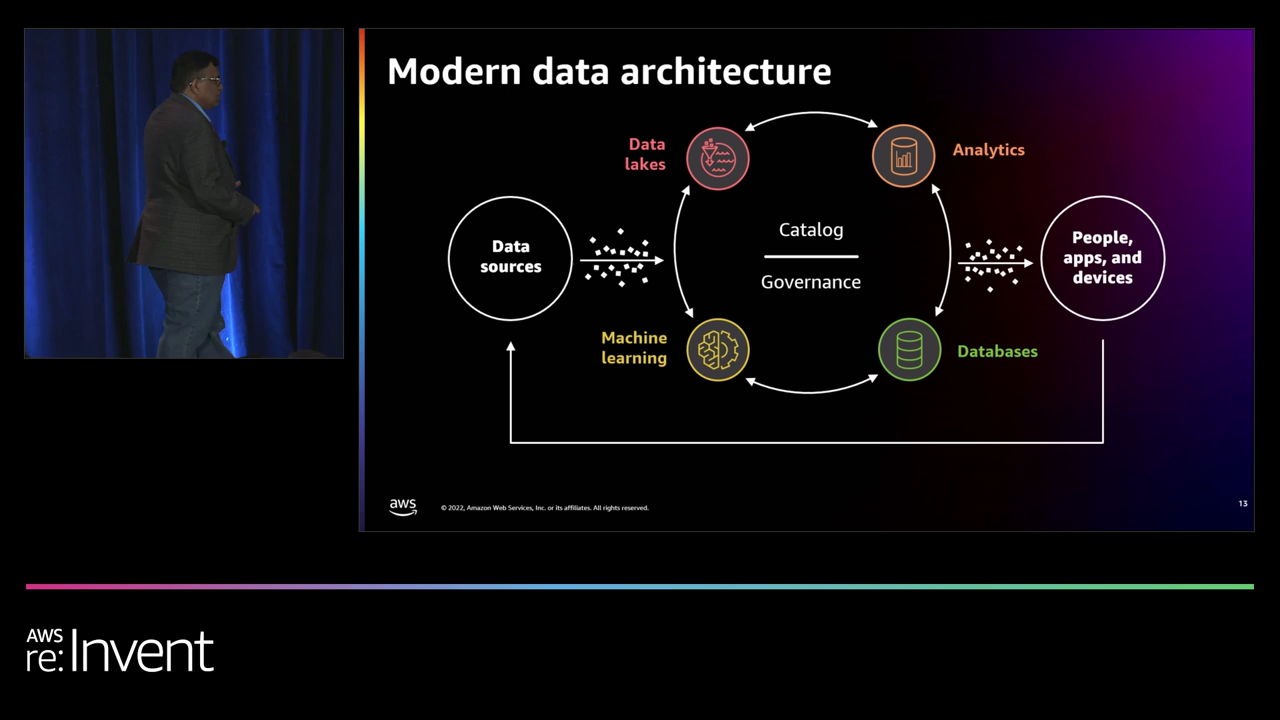 Modern data architecture
Data
lakes
Analytics
Data
sources
Catalog
Governance
People,
apps, and
devices
Machine
learning
Databases
aws
© 2022, Amazon Web Services, Inc. or its affiliates. All rights reserved.
13
AWS
re:Invent